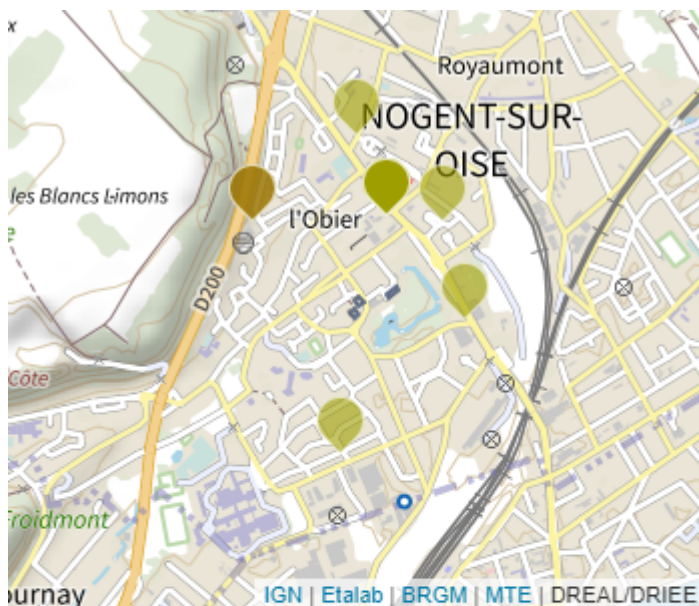 Royaumont
NOGENT-SUR-
OISE
les Blancs Limons
l'Obier
D200
Côte
Froidmont
ournay
IGN | Etalab | BRGM | MTE | DREAL/DRIEE